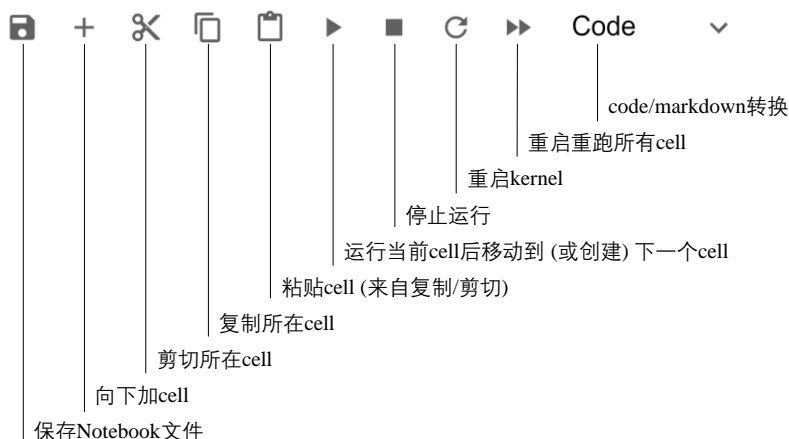 Code
code/markdown转换
重启重跑所有cell
重启kernel
停止运行
运行当前cell后移动到 (或创建) 下一个cell
粘贴cell (来自复制/剪切)
复制所在cell
剪切所在cell
向下加cell
保存Notebook文件